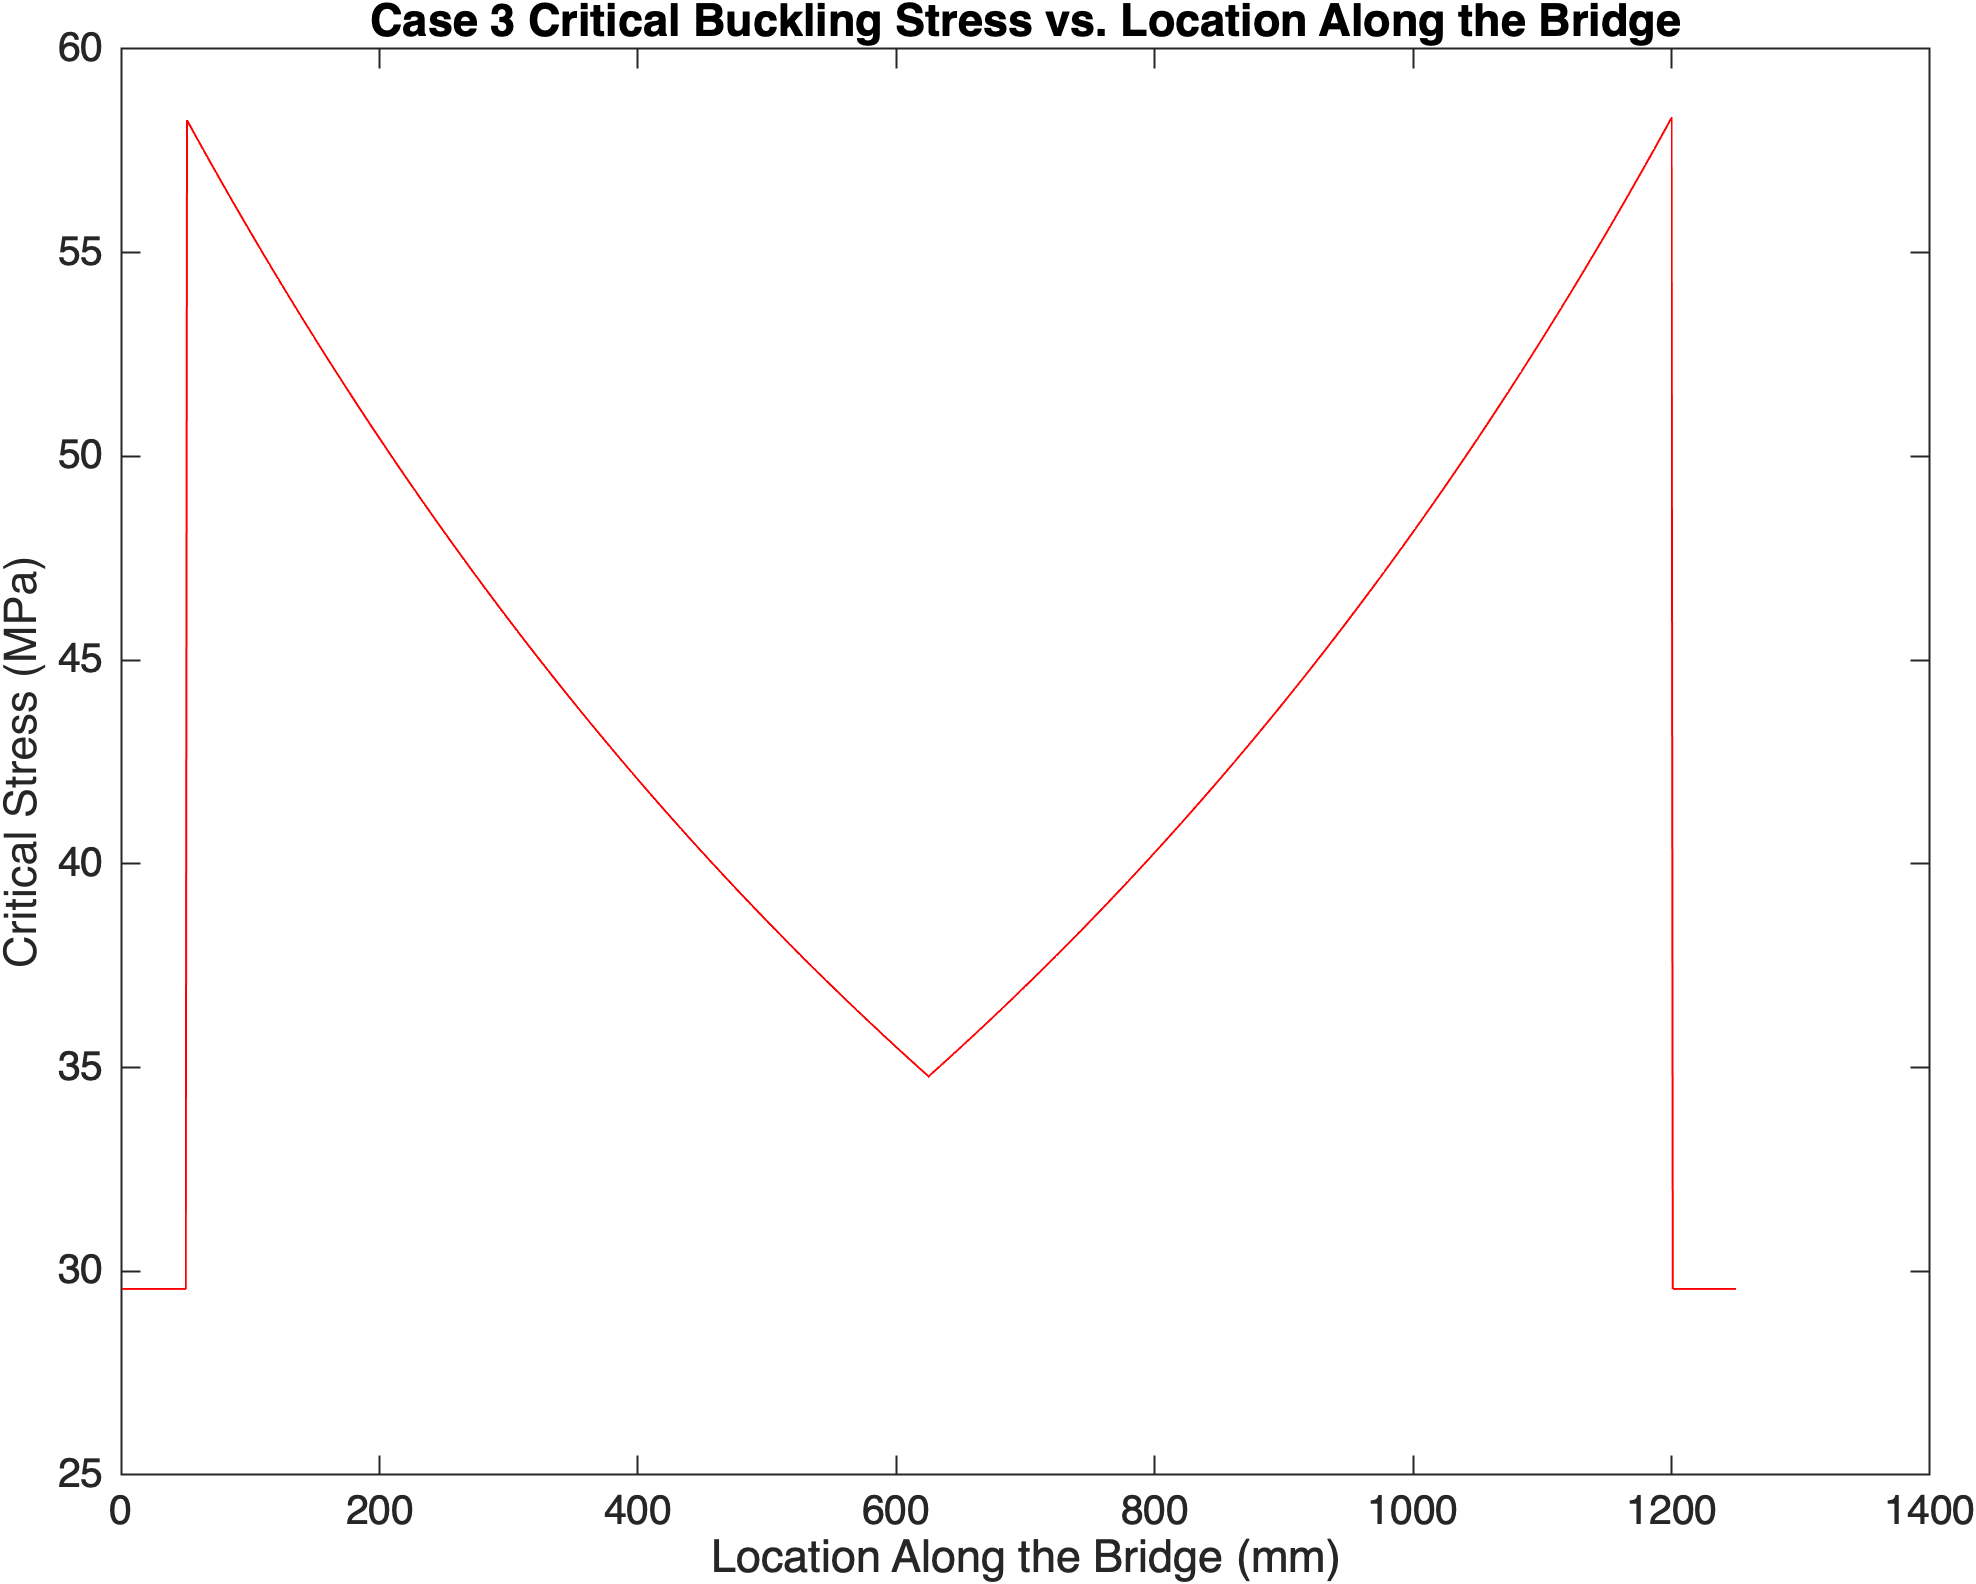 Case 3 Critical Buckling Stress vs. Location Along the Bridge
60
55
50
45
40
35
30
25
Critical Stress (MPa)
0 200 400 600 800 1000 1200 1400
Location Along the Bridge (mm)